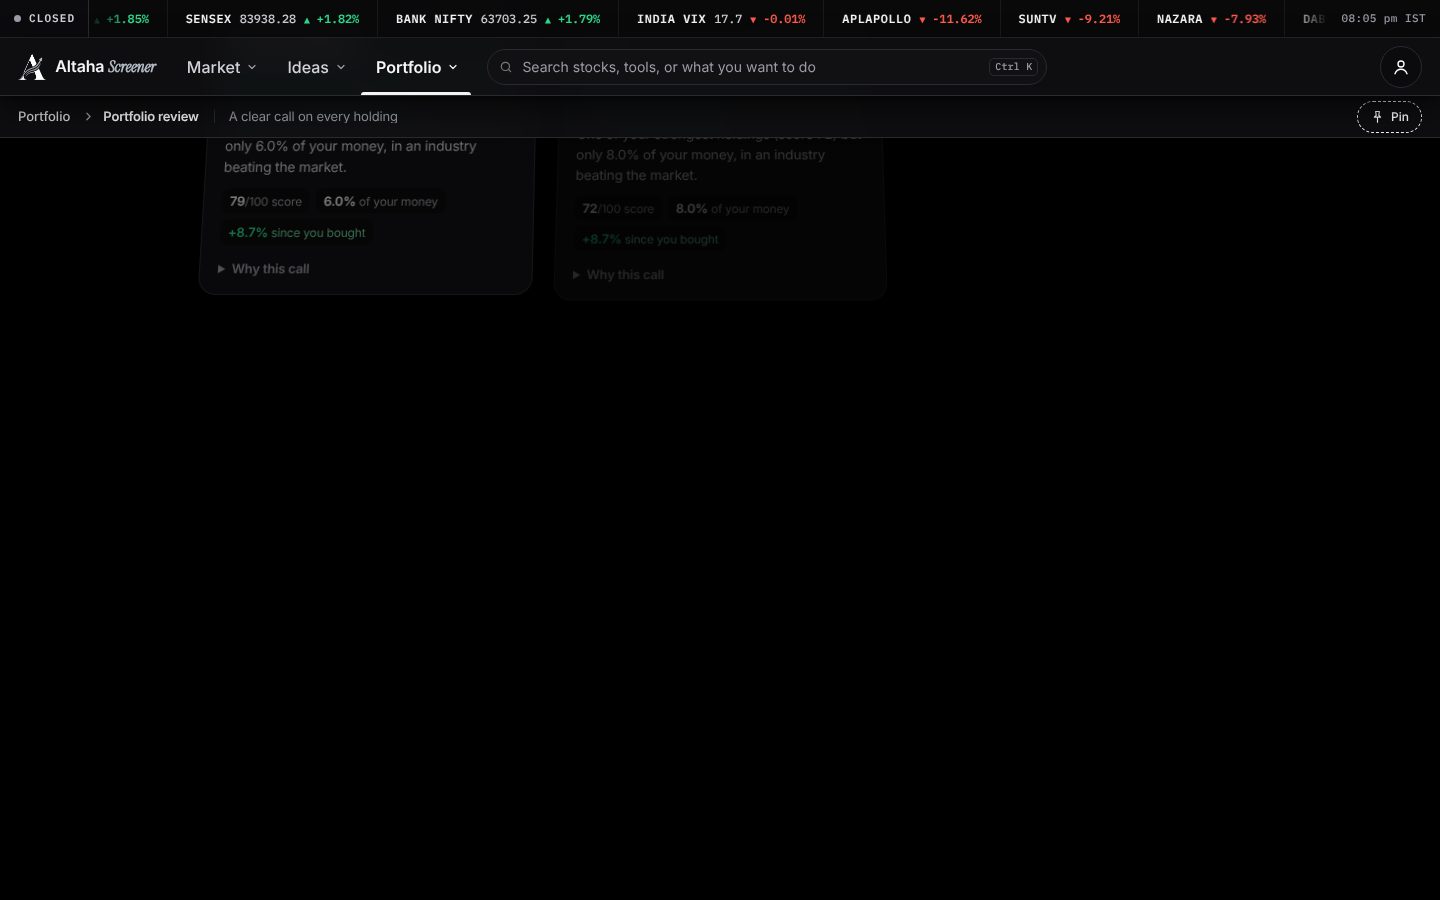 CLOSED ▲ +1.85% SENSEX 83938.28 ▲ +1.82% BANK NIFTY 63703.25 ▲ +1.79% INDIA VIX 17.7 ▼ -0.01% APLAPOLLO ▼ -11.62% SUNTV ▼ -9.21% NAZARA ▼ -7.93% DAB 08:05 pm IST
Altaha Screener Market Ideas Portfolio Search stocks, tools, or what you want to do Ctrl K
Portfolio > Portfolio review A clear call on every holding Pin
only 6.0% of your money, in an industry
beating the market.
79/100 score 6.0% of your money
+8.7% since you bought
▶ Why this call
only 8.0% of your money, in an industry
beating the market.
72/100 score 8.0% of your money
+8.7% since you bought
▶ Why this call